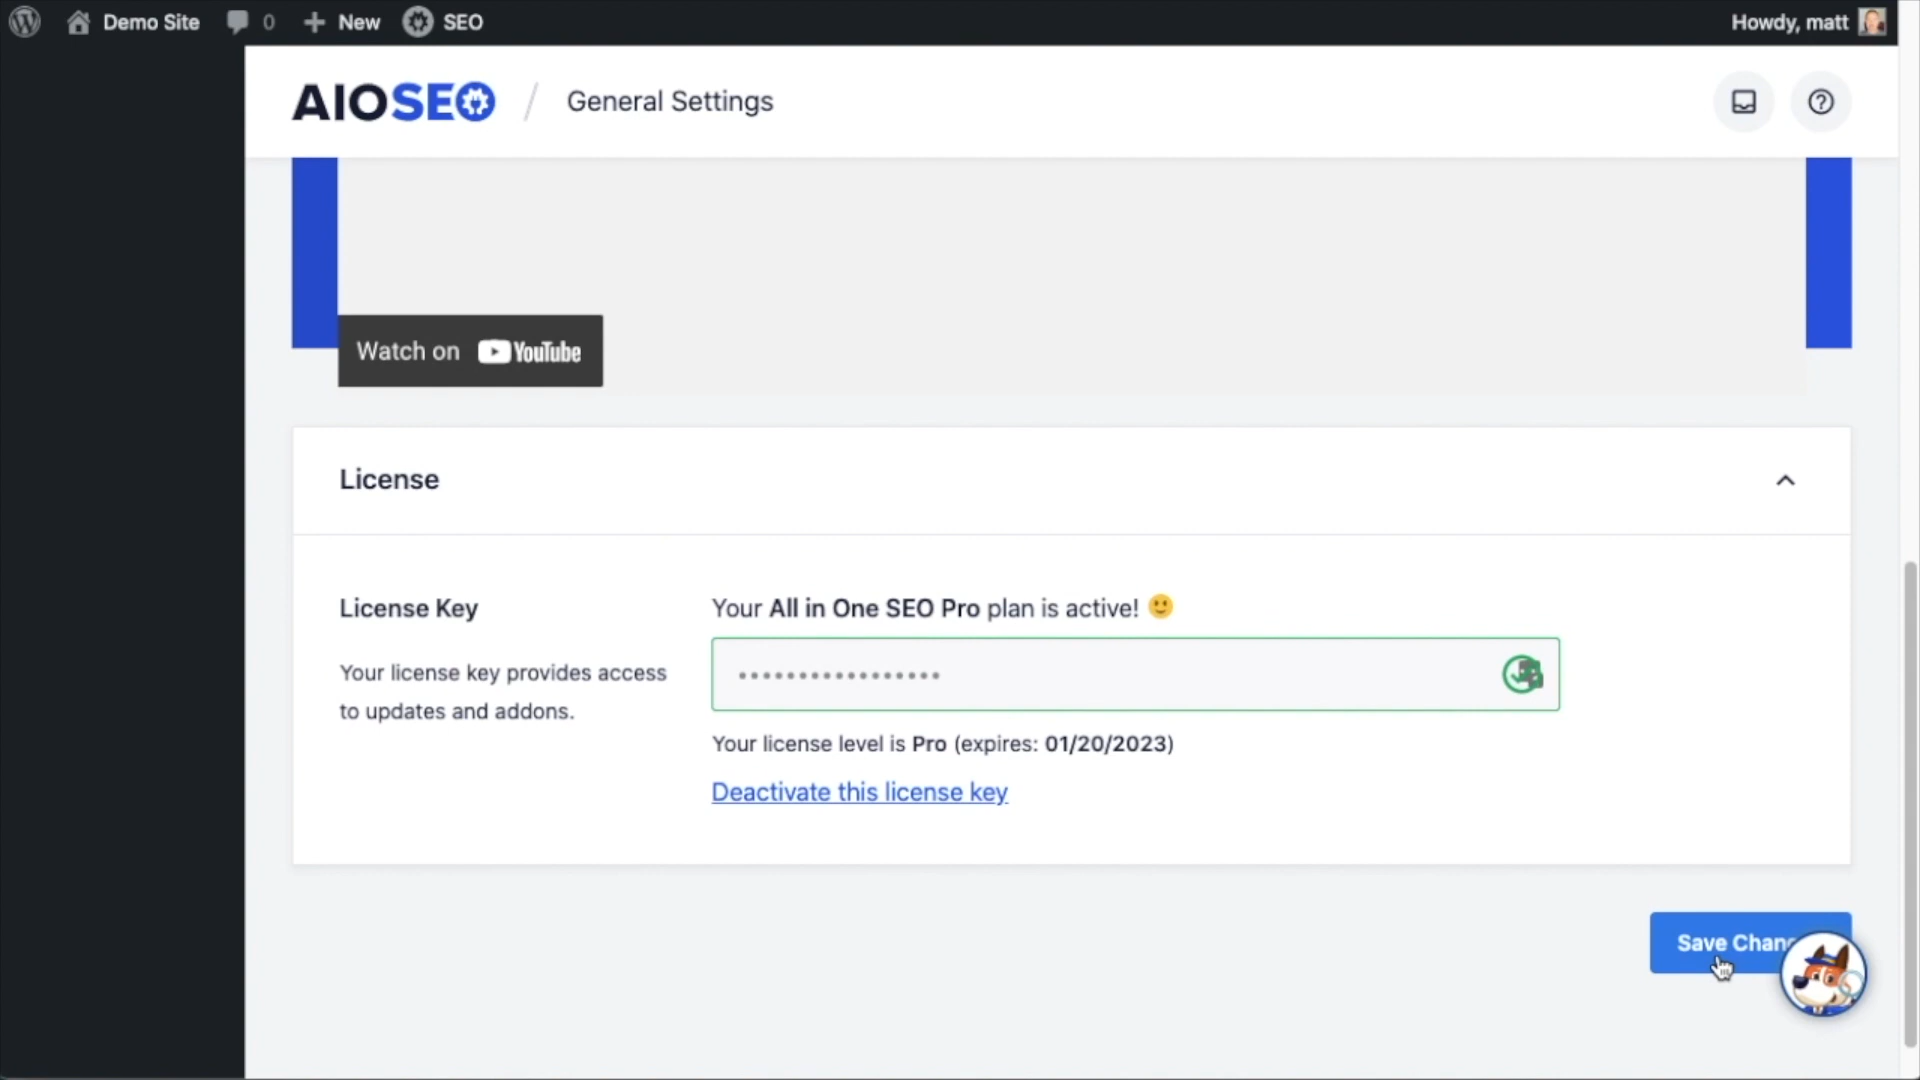 Demo Site 0 New SEO Howdy, matt
AIOSEO / General Settings
Watch on YouTube
License
License Key
Your All in One SEO Pro plan is active! 🙂
Your license key provides access
to updates and addons.
•••••••••••••••••
Your license level is Pro (expires: 01/20/2023)
Deactivate this license key
Save Chan